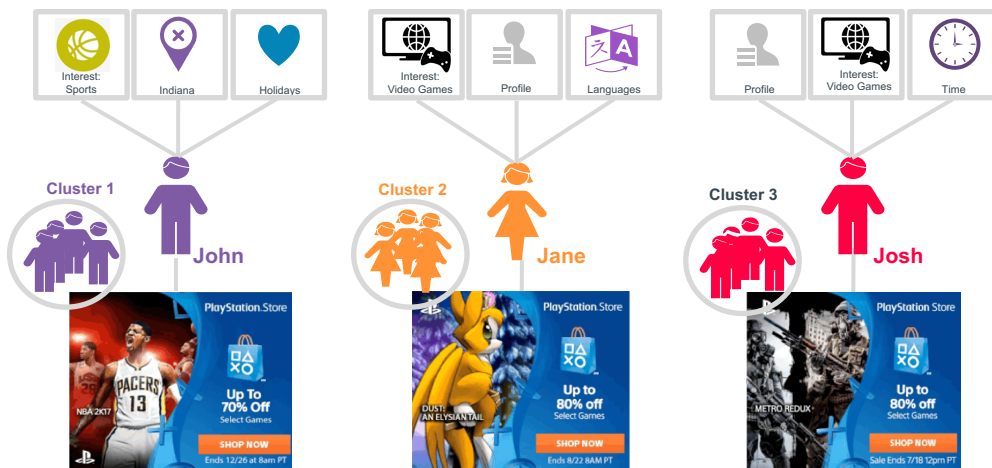 Interest:
Sports
Indiana
Holidays
Interest:
Video Games
Profile
Languages
Profile
Interest:
Video Games
Time
Cluster 1
John
Cluster 2
Jane
Cluster 3
Josh
PlayStation Store
PACERS
13
NBA 2K17
Up To
70% Off
Select Games
SHOP NOW
Ends 12/26 at 8am PT
PlayStation Store
DUST:
AN ELYSIAN TAIL
Up to
80% off
Select Games
SHOP NOW
Ends 8/22 8AM PT
PlayStation Store
METRO REDUX
Up to
80% off
Select Games
SHOP NOW
Sale Ends 7/18 12pm PT